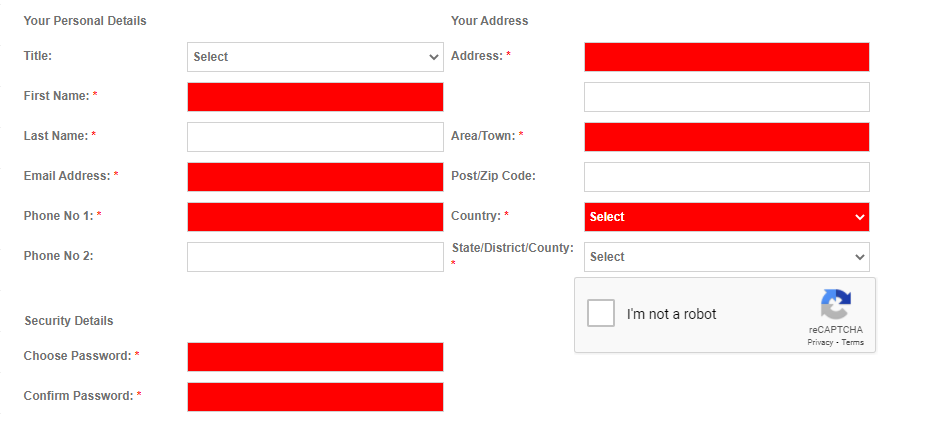 Your Personal Details
Your Address
Title:
Select
Address: *
First Name: *
Last Name: *
Area/Town: *
Email Address: *
Post/Zip Code:
Phone No 1: *
Country: *
Select
Phone No 2:
State/District/County:
*
Select
I'm not a robot
reCAPTCHA
Privacy - Terms
Security Details
Choose Password: *
Confirm Password: *